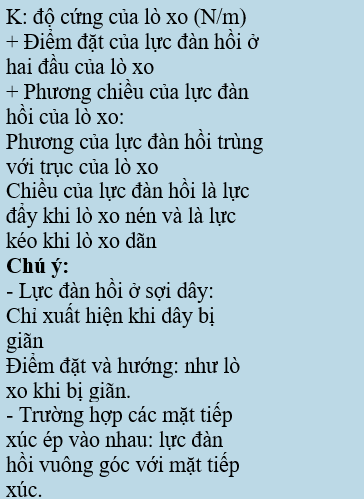 K: độ cứng của lò xo (N/m)
+ Điểm đặt của lực đàn hồi ở
hai đầu của lò xo
+ Phương chiều của lực đàn
hồi của lò xo:
Phương của lực đàn hồi trùng
với trục của lò xo
Chiều của lực đàn hồi là lực
đẩy khi lò xo nén và là lực
kéo khi lò xo dãn
Chú ý:
- Lực đàn hồi ở sợi dây:
Chỉ xuất hiện khi dây bị
giãn
Điểm đặt và hướng: như lò
xo khi bị giãn.
- Trường hợp các mặt tiếp
xúc ép vào nhau: lực đàn
hồi vuông góc với mặt tiếp
xúc.